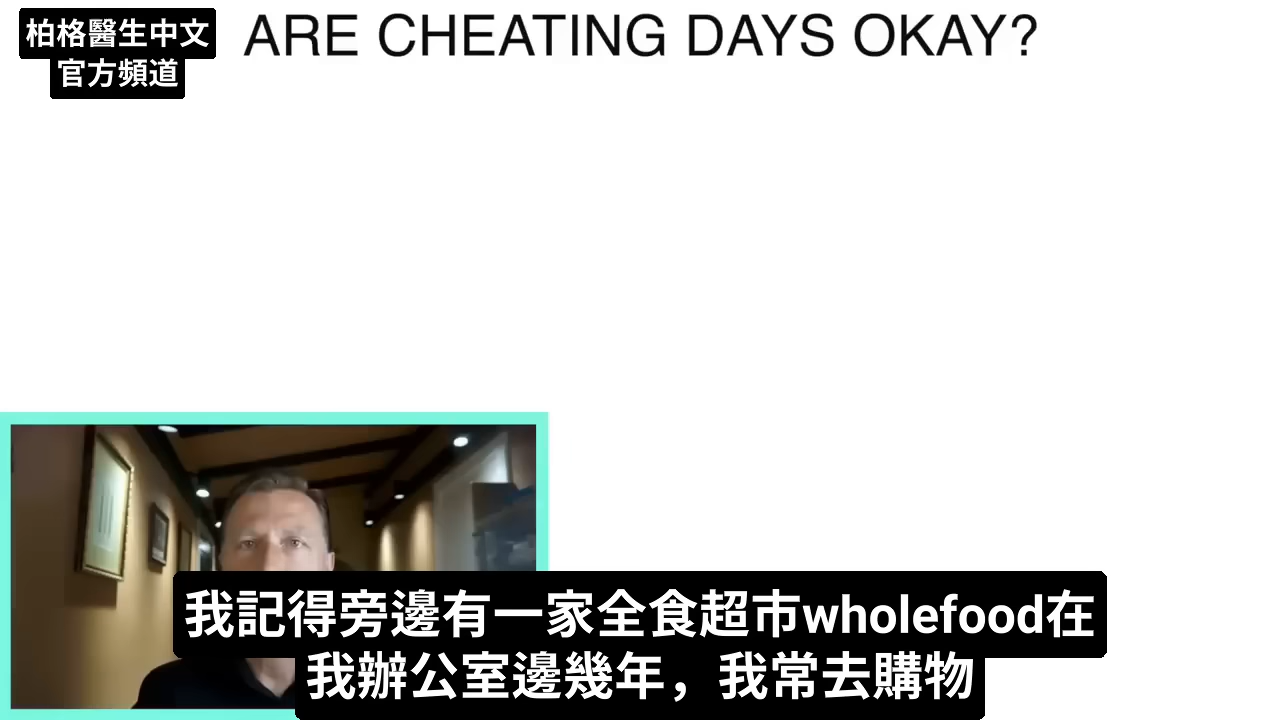 柏格醫生中文
官方頻道
ARE CHEATING DAYS OKAY?
我記得旁邊有一家全食超市wholefood在
我辦公室邊幾年，我常去購物